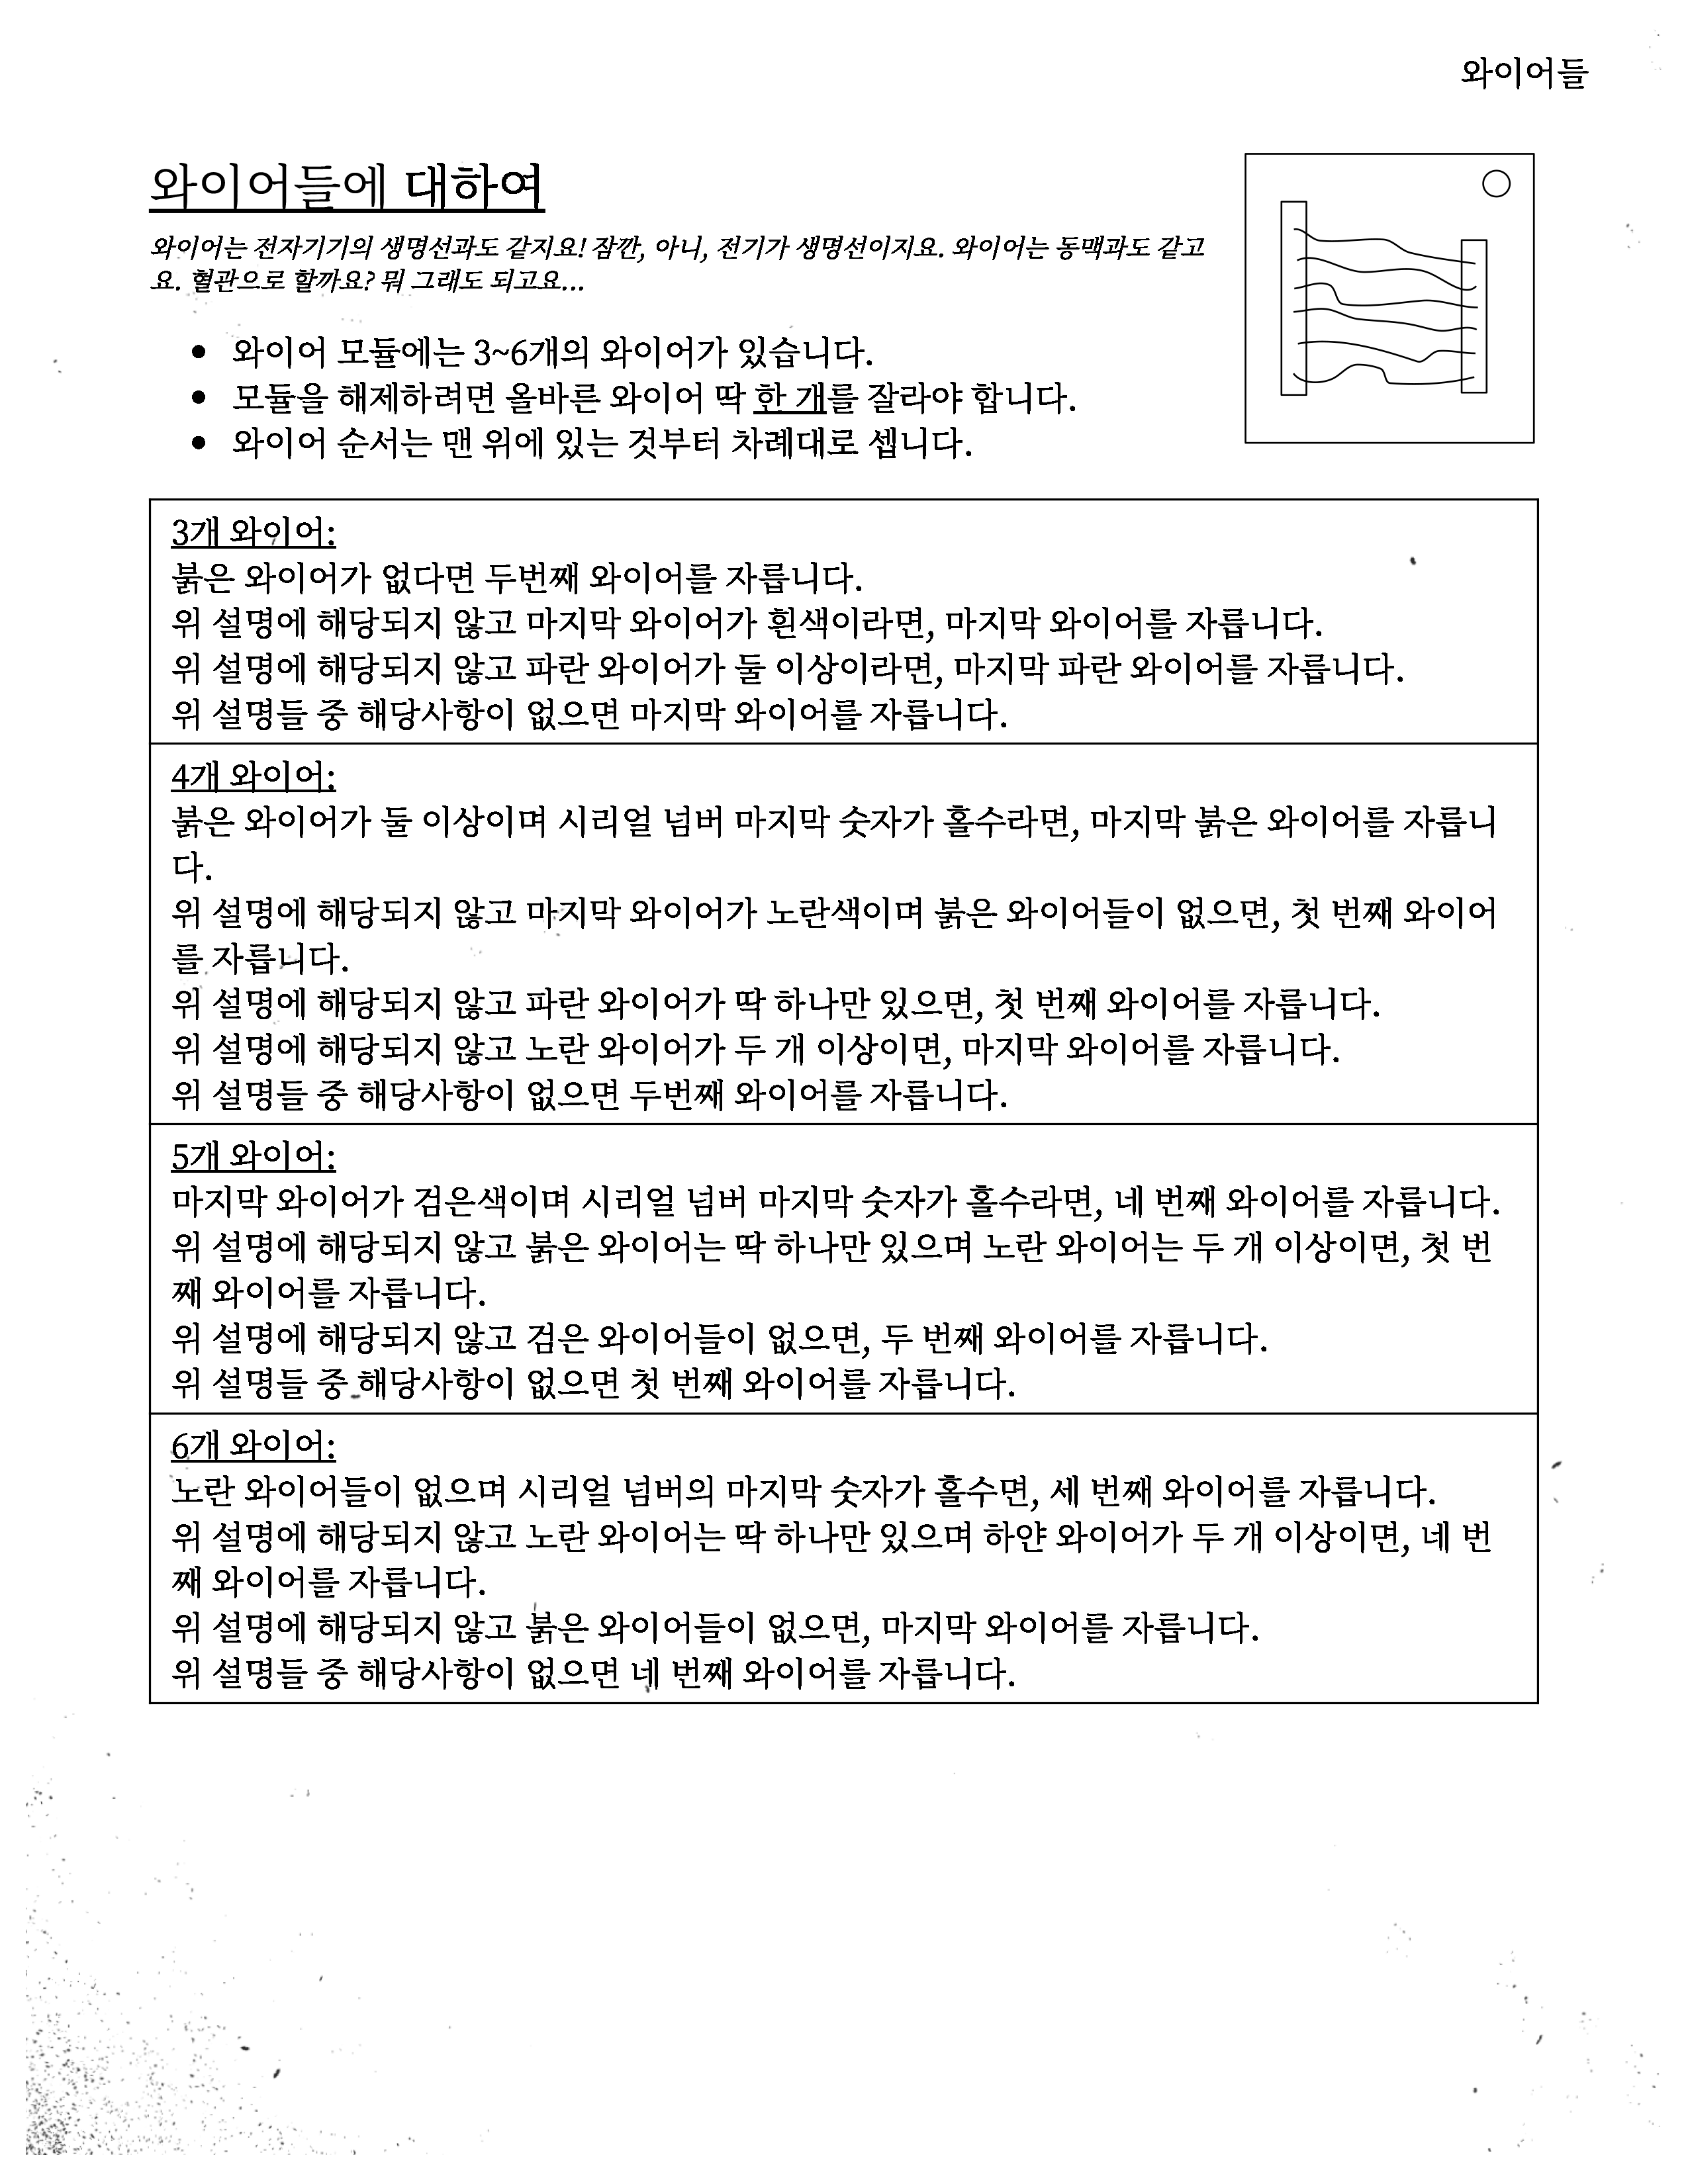 와이어들
와이어들에 대하여
와이어는 전자기기의 생명선과도 같지요! 잠깐, 아니, 전기가 생명선이지요. 와이어는 동맥과도 같고
요. 혈관으로 할까요? 뭐 그래도 되고요...
● 와이어 모듈에는 3~6개의 와이어가 있습니다.
● 모듈을 해제하려면 올바른 와이어 딱 한 개를 잘라야 합니다.
● 와이어 순서는 맨 위에 있는 것부터 차례대로 셉니다.
3개 와이어:
붉은 와이어가 없다면 두번째 와이어를 자릅니다.
위 설명에 해당되지 않고 마지막 와이어가 흰색이라면, 마지막 와이어를 자릅니다.
위 설명에 해당되지 않고 파란 와이어가 둘 이상이라면, 마지막 파란 와이어를 자릅니다.
위 설명들 중 해당사항이 없으면 마지막 와이어를 자릅니다.
4개 와이어:
붉은 와이어가 둘 이상이며 시리얼 넘버 마지막 숫자가 홀수라면, 마지막 붉은 와이어를 자릅니
다.
위 설명에 해당되지 않고 마지막 와이어가 노란색이며 붉은 와이어들이 없으면, 첫 번째 와이어
를 자릅니다.
위 설명에 해당되지 않고 파란 와이어가 딱 하나만 있으면, 첫 번째 와이어를 자릅니다.
위 설명에 해당되지 않고 노란 와이어가 두 개 이상이면, 마지막 와이어를 자릅니다.
위 설명들 중 해당사항이 없으면 두번째 와이어를 자릅니다.
5개 와이어:
마지막 와이어가 검은색이며 시리얼 넘버 마지막 숫자가 홀수라면, 네 번째 와이어를 자릅니다.
위 설명에 해당되지 않고 붉은 와이어는 딱 하나만 있으며 노란 와이어는 두 개 이상이면, 첫 번
째 와이어를 자릅니다.
위 설명에 해당되지 않고 검은 와이어들이 없으면, 두 번째 와이어를 자릅니다.
위 설명들 중 해당사항이 없으면 첫 번째 와이어를 자릅니다.
6개 와이어:
노란 와이어들이 없으며 시리얼 넘버의 마지막 숫자가 홀수면, 세 번째 와이어를 자릅니다.
위 설명에 해당되지 않고 노란 와이어는 딱 하나만 있으며 하얀 와이어가 두 개 이상이면, 네 번
째 와이어를 자릅니다.
위 설명에 해당되지 않고 붉은 와이어들이 없으면, 마지막 와이어를 자릅니다.
위 설명들 중 해당사항이 없으면 네 번째 와이어를 자릅니다.